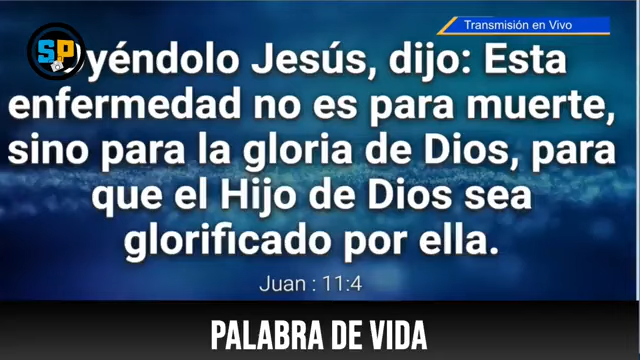 SP
Transmisión en Vivo
Oyéndolo Jesús, dijo: Esta
enfermedad no es para muerte,
sino para la gloria de Dios, para
que el Hijo de Dios sea
glorificado por ella.
Juan : 11:4
PALABRA DE VIDA